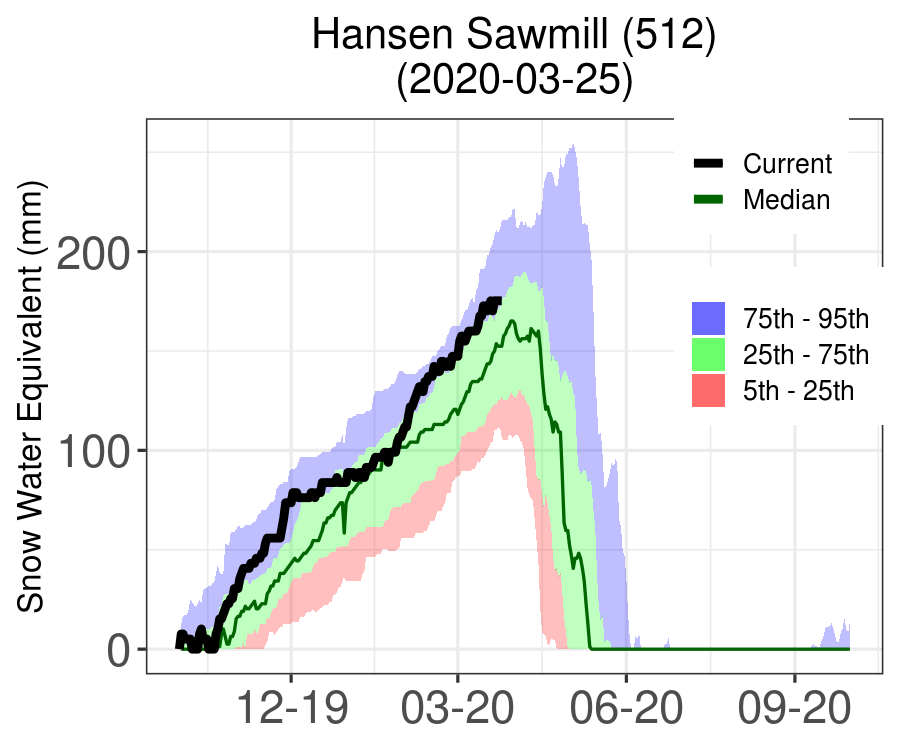 Hansen Sawmill (512)
(2020-03-25)
Snow Water Equivalent (mm)
200
100
0
12-19
03-20
06-20
09-20
Current
Median
75th - 95th
25th - 75th
5th - 25th